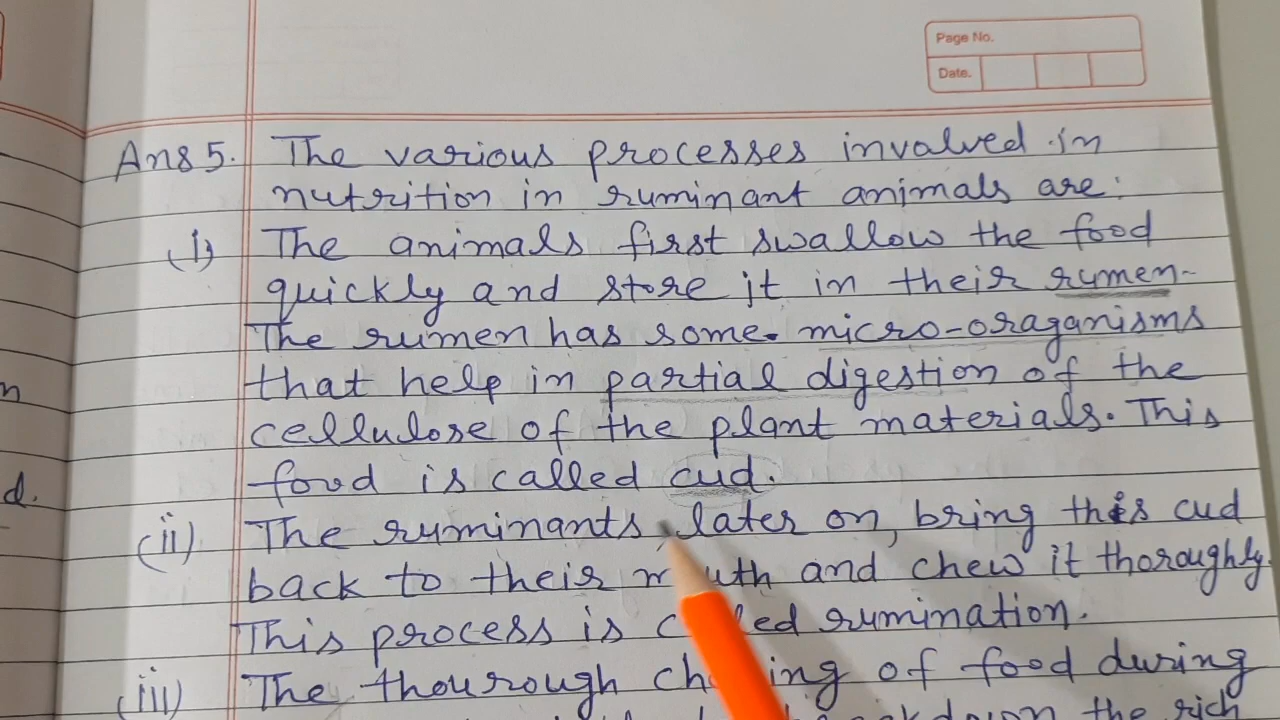 Page No.
Date.
Ans 5. The various processes involved in
nutrition in ruminant animals are:
(i) The animals first swallow the food
quickly and store it in their rumen.
The rumen has some micro-oraganisms
that help in partial digestion of the
cellulose of the plant materials. This
food is called cud.
d.
(ii) The ruminants, later on, bring this cud
back to their and chew it thoroughly.
This process is rumination.
(iii) The thourough of food during
the rich